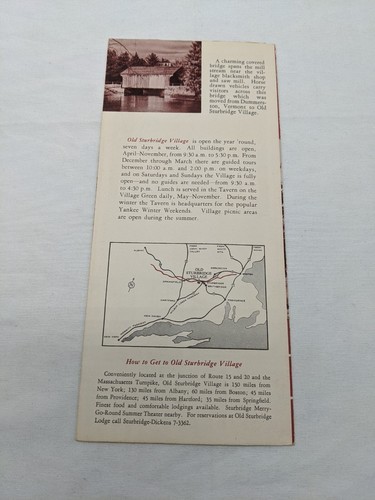 A charming covered
bridge spans the mill
stream near the vil-
lage blacksmith shop
and saw mill. Horse
drawn vehicles carry
visitors across this
bridge which was
moved from Dummers-
ton, Vermont to Old
Sturbridge Village.
Old Sturbridge Village is open the year 'round,
seven days a week. All buildings are open,
April-November, from 9:30 a.m. to 5:30 p.m. From
December through March there are guided tours
between 10:00 a.m. and 2:00 p.m. on weekdays,
and on Saturdays and Sundays the Village is fully
open—and no guides are needed—from 9:30 a.m.
to 4:30 p.m. Lunch is served in the Tavern on the
Village Green daily, May-November. During the
winter the Tavern is headquarters for the popular
Yankee Winter Weekends. Village picnic areas
are open during the summer.
OLD
STURBRIDGE
VILLAGE
How to Get to Old Sturbridge Village
Conveniently located at the junction of Route 15 and 20 and the
Massachusetts Turnpike, Old Sturbridge Village is 150 miles from
New York; 130 miles from Albany; 60 miles from Boston; 45 miles
from Providence; 45 miles from Hartford; 35 miles from Springfield.
Finest food and comfortable lodgings available. Sturbridge Merry-
Go-Round Summer Theater nearby. For reservations at Old Sturbridge
Lodge call Sturbridge-Dickens 7-3362.